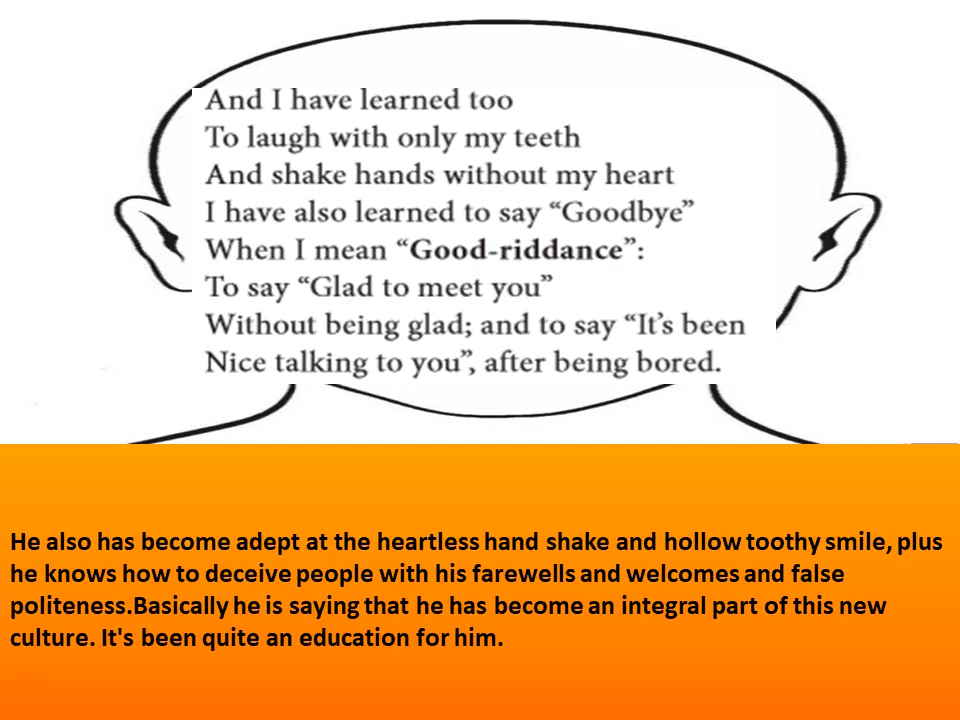 And I have learned too
To laugh with only my teeth
And shake hands without my heart
I have also learned to say “Goodbye”
When I mean “Good-riddance”:
To say “Glad to meet you”
Without being glad; and to say “It’s been
Nice talking to you”, after being bored.
He also has become adept at the heartless hand shake and hollow toothy smile, plus
he knows how to deceive people with his farewells and welcomes and false
politeness.Basically he is saying that he has become an integral part of this new
culture. It's been quite an education for him.